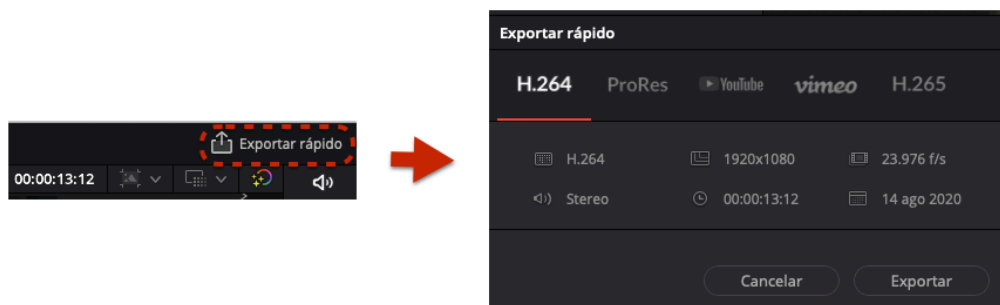 Exportar rápido
00:00:13:12
Exportar rápido
H.264 ProRes YouTube vimeo H.265
H.264 1920x1080 23.976 f/s
Stereo 00:00:13:12 14 ago 2020
Cancelar Exportar